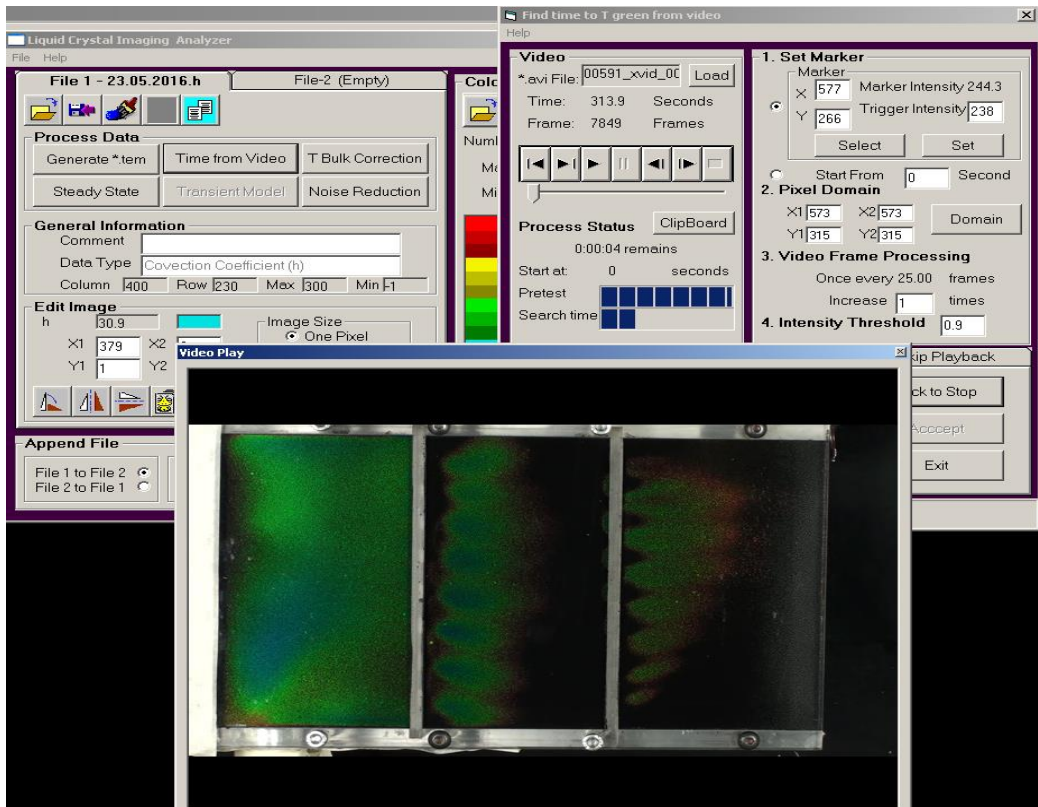 Liquid Crystal Imaging Analyzer
File Help
File 1 - 23.05.2016.h
File-2 (Empty)
Process Data
Generate *.tem
Time from Video
T Bulk Correction
Steady State
Transient Model
Noise Reduction
General Information
Comment
Data Type Covection Coefficient (h)
Column 400 Row 230 Max 300 Min -1
Edit Image
h 30.9
Image Size
One Pixel
X1 379 X2
Y1 1 Y2
Append File
File 1 to File 2
File 2 to File 1
Find time to T green from video
Help
Video
*.avi File: 00591_xvid_00 Load
Time: 313.9 Seconds
Frame: 7849 Frames
Process Status ClipBoard
0:00:04 remains
Start at: 0 seconds
Pretest
Search time
1. Set Marker
Marker
X 577 Marker Intensity 244.3
Y 266 Trigger Intensity 238
Select Set
Start From 0 Second
2. Pixel Domain
X1 573 X2 573
Y1 315 Y2 315
Domain
3. Video Frame Processing
Once every 25.00 frames
Increase 1 times
4. Intensity Threshold 0.9
Playback
to Stop
Acccept
Exit
Video Play